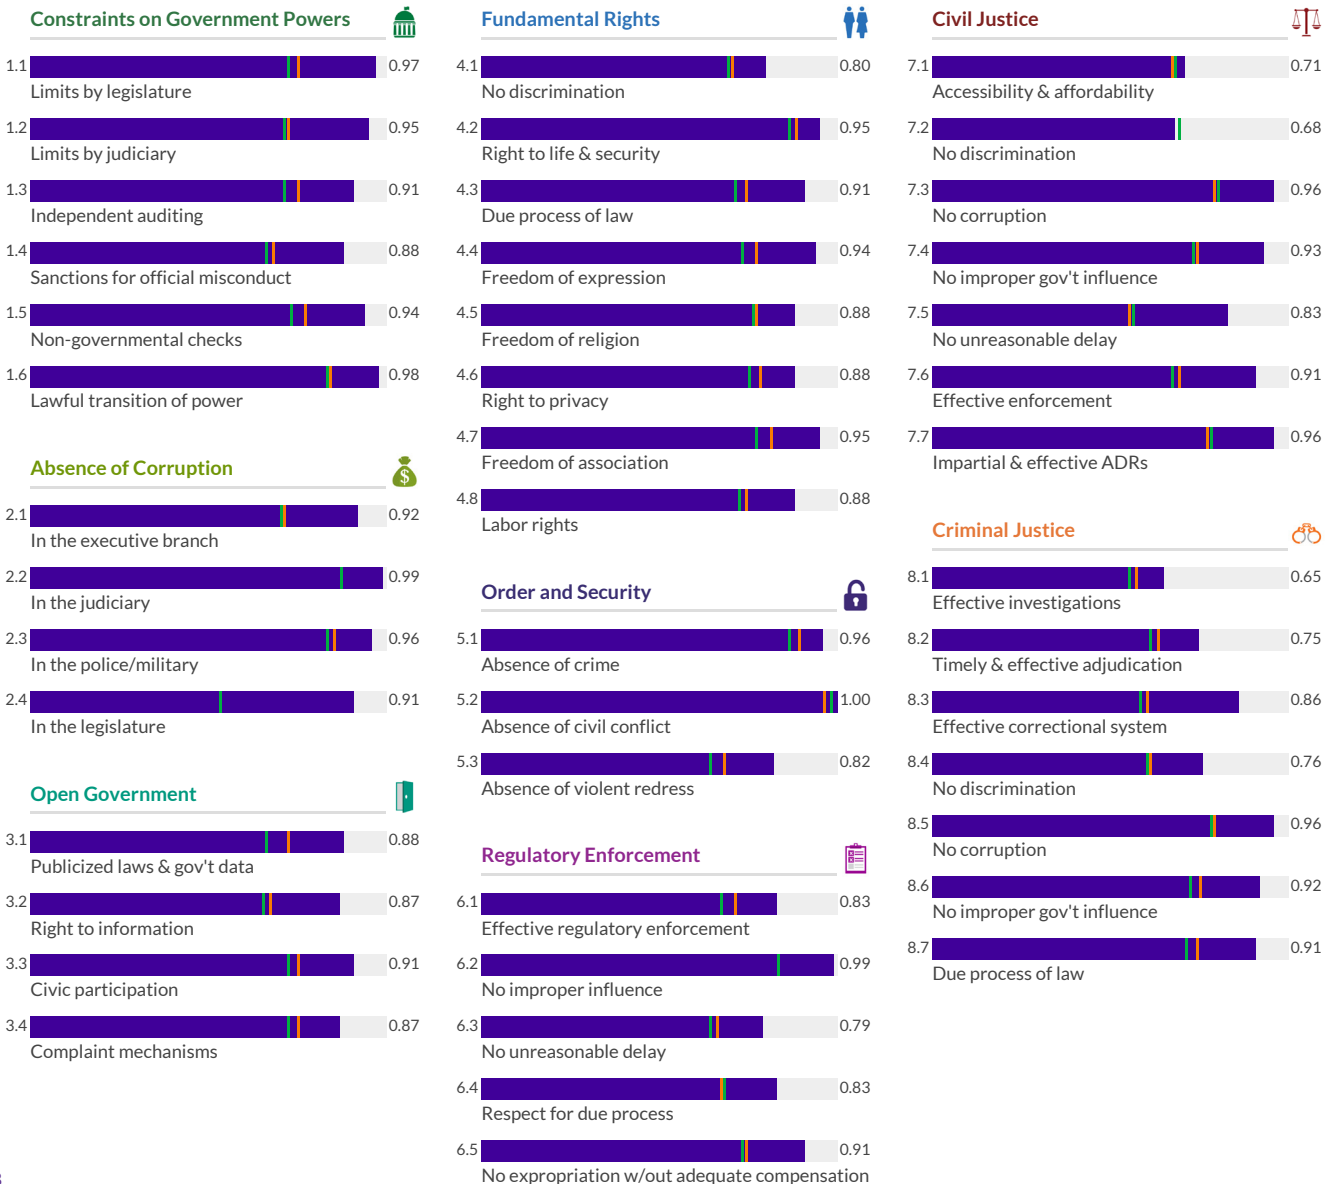 Constraints on Government Powers
1.1 0.97
Limits by legislature
1.2 0.95
Limits by judiciary
1.3 0.91
Independent auditing
1.4 0.88
Sanctions for official misconduct
1.5 0.94
Non-governmental checks
1.6 0.98
Lawful transition of power
Absence of Corruption
$
2.1 0.92
In the executive branch
2.2 0.99
In the judiciary
2.3 0.96
In the police/military
2.4 0.91
In the legislature
Open Government
3.1 0.88
Publicized laws & gov't data
3.2 0.87
Right to information
3.3 0.91
Civic participation
3.4 0.87
Complaint mechanisms
Fundamental Rights
4.1 0.80
No discrimination
4.2 0.95
Right to life & security
4.3 0.91
Due process of law
4.4 0.94
Freedom of expression
4.5 0.88
Freedom of religion
4.6 0.88
Right to privacy
4.7 0.95
Freedom of association
4.8 0.88
Labor rights
Order and Security
5.1 0.96
Absence of crime
5.2 1.00
Absence of civil conflict
5.3 0.82
Absence of violent redress
Regulatory Enforcement
6.1 0.83
Effective regulatory enforcement
6.2 0.99
No improper influence
6.3 0.79
No unreasonable delay
6.4 0.83
Respect for due process
6.5 0.91
No expropriation w/out adequate compensation
Civil Justice
7.1 0.71
Accessibility & affordability
7.2 0.68
No discrimination
7.3 0.96
No corruption
7.4 0.93
No improper gov't influence
7.5 0.83
No unreasonable delay
7.6 0.91
Effective enforcement
7.7 0.96
Impartial & effective ADRs
Criminal Justice
8.1 0.65
Effective investigations
8.2 0.75
Timely & effective adjudication
8.3 0.86
Effective correctional system
8.4 0.76
No discrimination
8.5 0.96
No corruption
8.6 0.92
No improper gov't influence
8.7 0.91
Due process of law